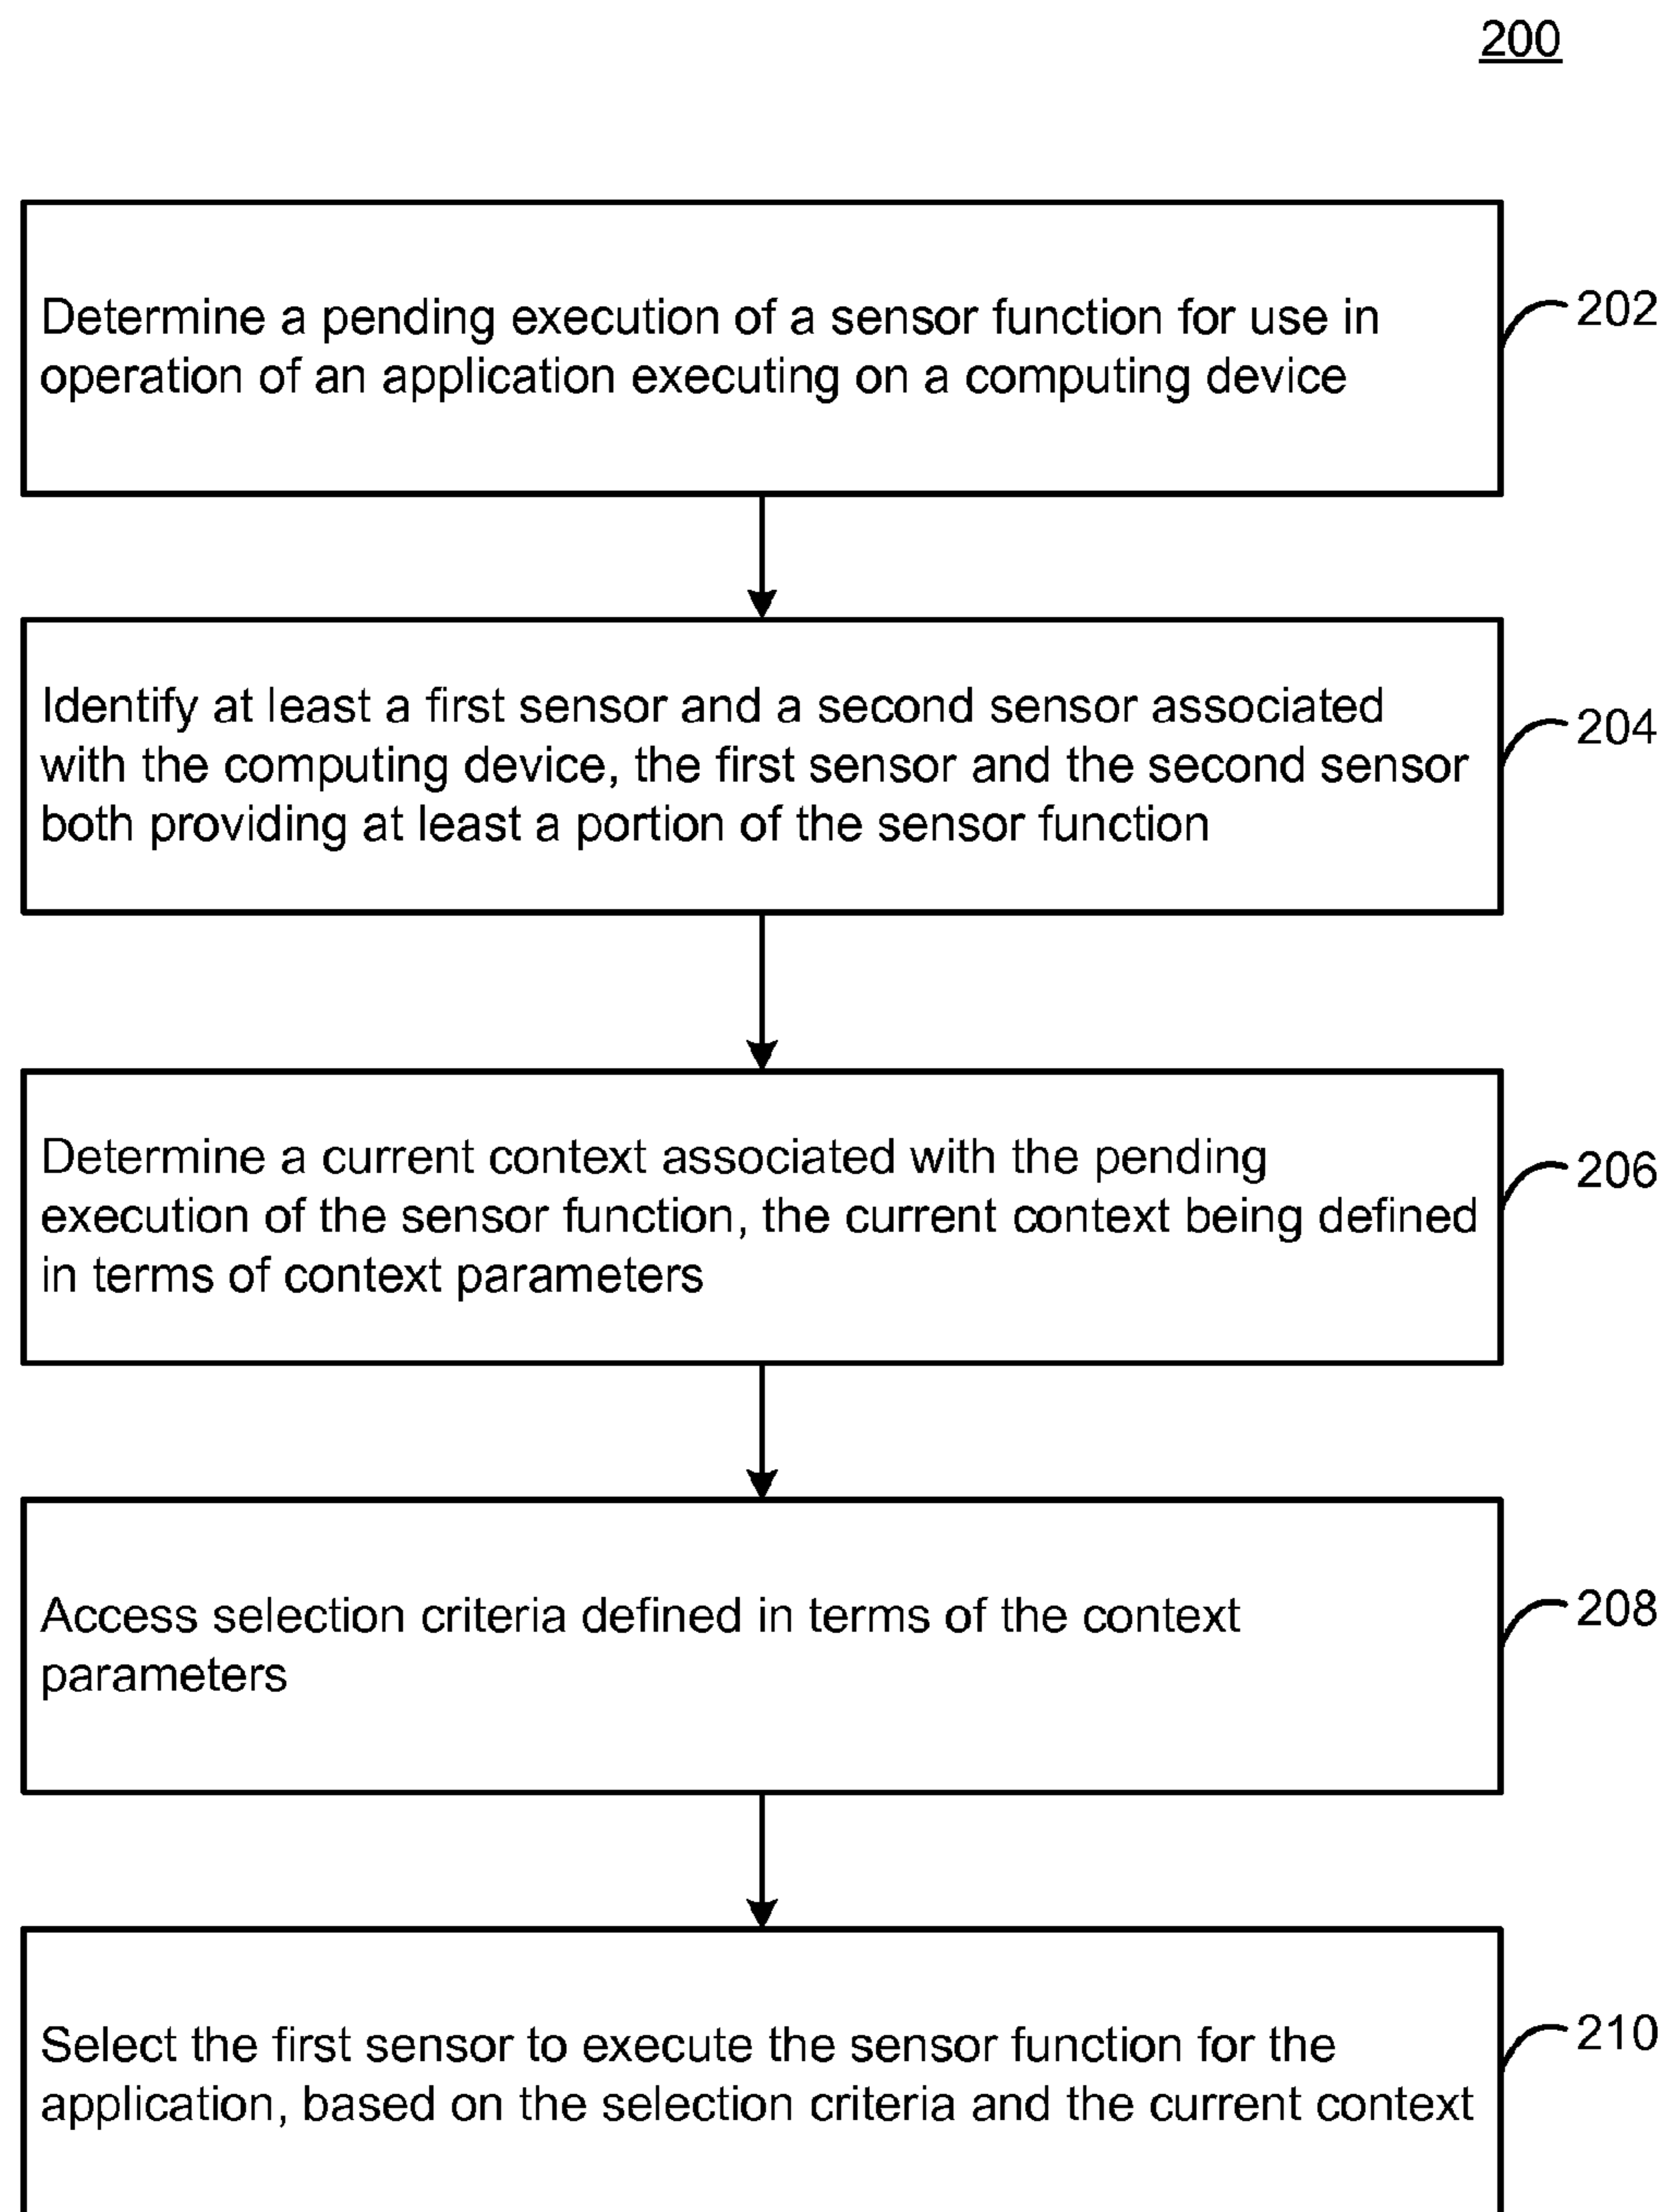 200
Determine a pending execution of a sensor function for use in
operation of an application executing on a computing device
202
Identify at least a first sensor and a second sensor associated
with the computing device, the first sensor and the second sensor
both providing at least a portion of the sensor function
204
Determine a current context associated with the pending
execution of the sensor function, the current context being defined
in terms of context parameters
206
Access selection criteria defined in terms of the context
parameters
208
Select the first sensor to execute the sensor function for the
application, based on the selection criteria and the current context
210